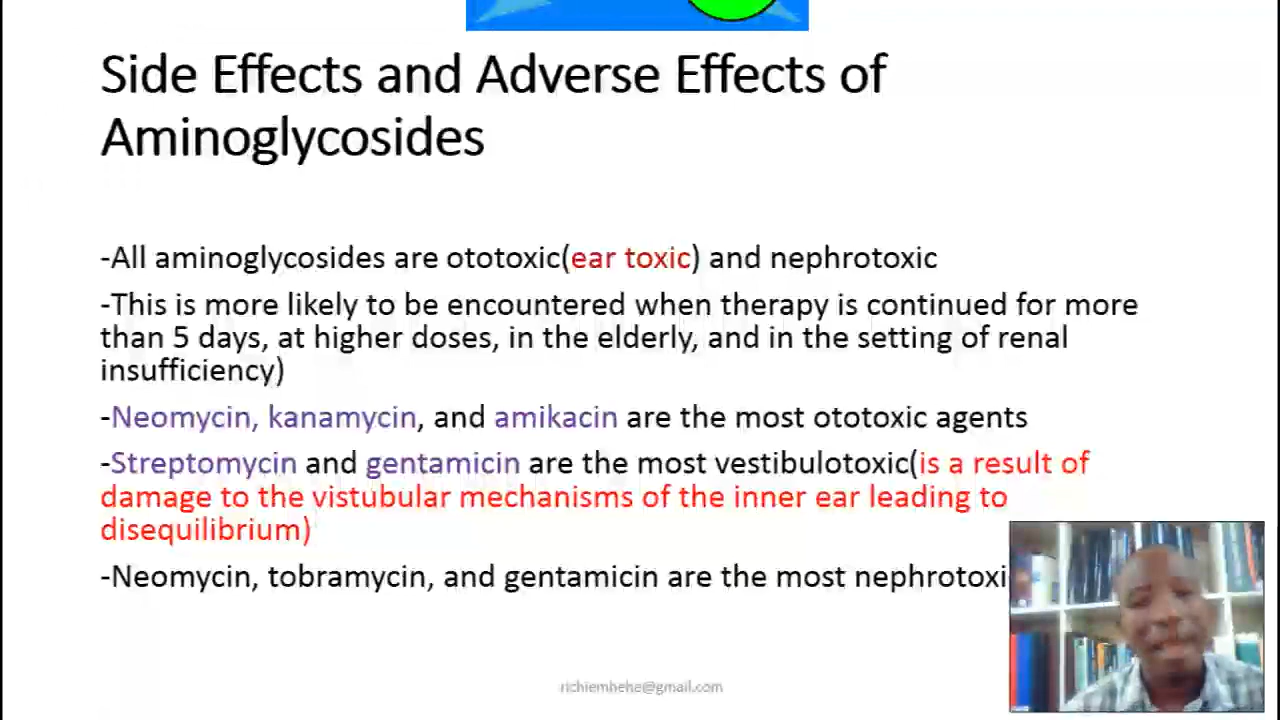 Side Effects and Adverse Effects of
Aminoglycosides
-All aminoglycosides are ototoxic(ear toxic) and nephrotoxic
-This is more likely to be encountered when therapy is continued for more
than 5 days, at higher doses, in the elderly, and in the setting of renal
insufficiency)
-Neomycin, kanamycin, and amikacin are the most ototoxic agents
-Streptomycin and gentamicin are the most vestibulotoxic(is a result of
damage to the vistubular mechanisms of the inner ear leading to
disequilibrium)
-Neomycin, tobramycin, and gentamicin are the most nephrotoxi
richiemhehe@gmail.com